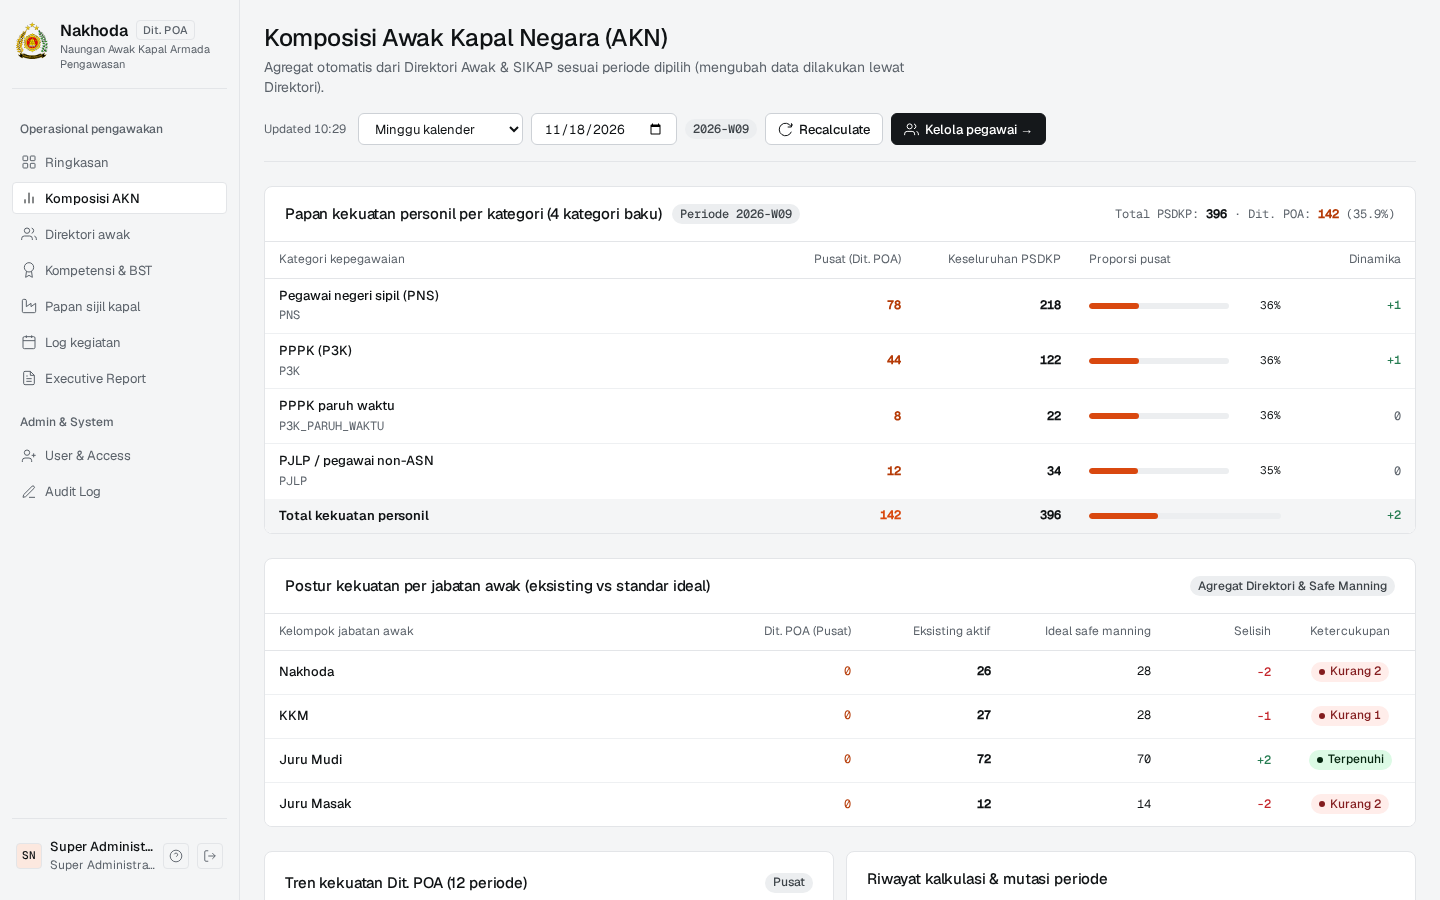 Nakhoda Dit. POA
Naungan Awak Kapal Armada
Pengawasan
Operasional pengawakan
Ringkasan
Komposisi AKN
Direktori awak
Kompetensi & BST
Papan sijil kapal
Log kegiatan
Executive Report
Admin & System
User & Access
Audit Log
SN
Super Administ...
Super Administra...
Komposisi Awak Kapal Negara (AKN)
Agregat otomatis dari Direktori Awak & SIKAP sesuai periode dipilih (mengubah data dilakukan lewat
Direktori).
Updated 10:29 Minggu kalender 11/18/2026 2026-W09 Recalculate Kelola pegawai →
Papan kekuatan personil per kategori (4 kategori baku) Periode 2026-W09 Total PSDKP: 396 · Dit. POA: 142 (35.9%)
Kategori kepegawaian Pusat (Dit. POA) Keseluruhan PSDKP Proporsi pusat Dinamika
Pegawai negeri sipil (PNS)
PNS
78 218 36% +1
PPPK (P3K)
P3K
44 122 36% +1
PPPK paruh waktu
P3K_PARUH_WAKTU
8 22 36% 0
PJLP / pegawai non-ASN
PJLP
12 34 35% 0
Total kekuatan personil 142 396 +2
Postur kekuatan per jabatan awak (eksisting vs standar ideal) Agregat Direktori & Safe Manning
Kelompok jabatan awak Dit. POA (Pusat) Eksisting aktif Ideal safe manning Selisih Ketercukupan
Nakhoda 0 26 28 -2 Kurang 2
KKM 0 27 28 -1 Kurang 1
Juru Mudi 0 72 70 +2 Terpenuhi
Juru Masak 0 12 14 -2 Kurang 2
Tren kekuatan Dit. POA (12 periode) Pusat
Riwayat kalkulasi & mutasi periode